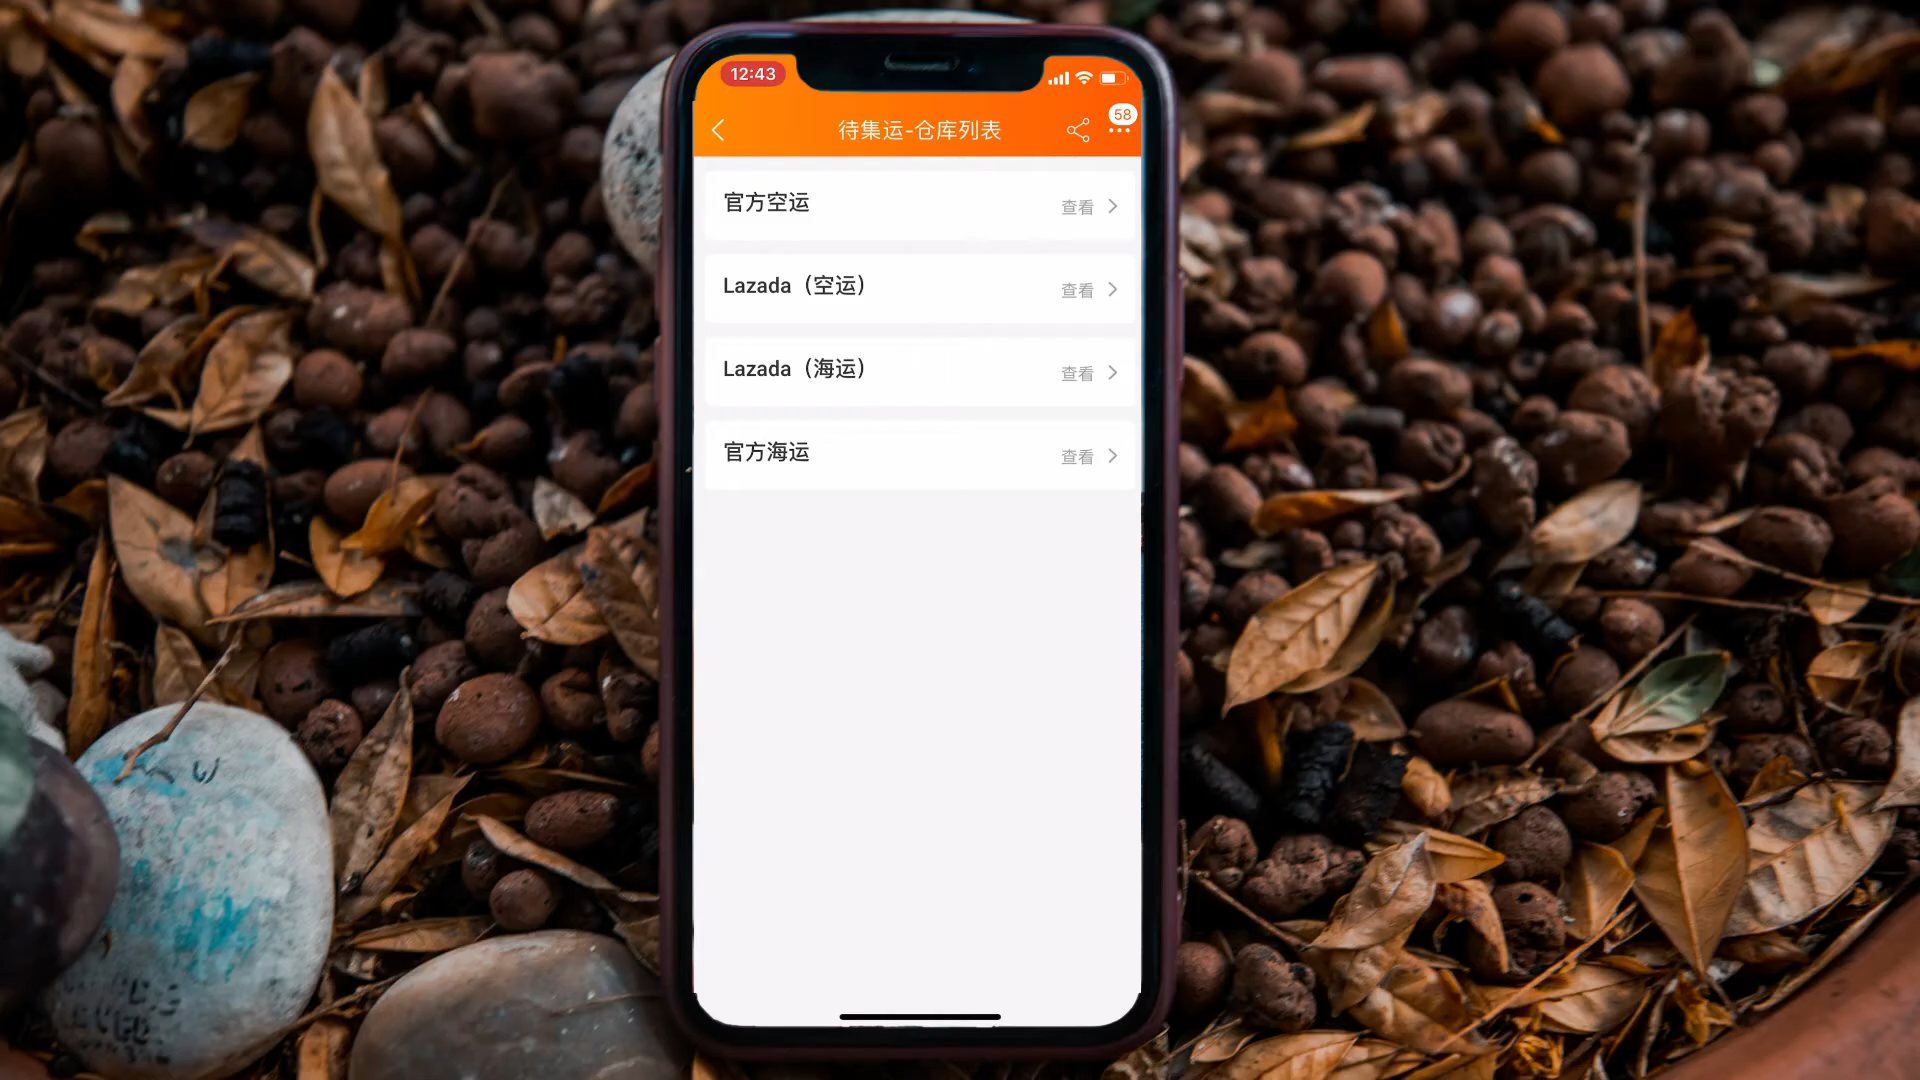 12:43
58
待集运-仓库列表
官方空运
查看
Lazada（空运）
查看
Lazada（海运）
查看
官方海运
查看